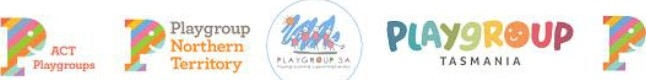 ACT
Playgroups
Playgroup
Northern
Territory
PLAYGROUP SA
PLAYGROUP
TASMANIA